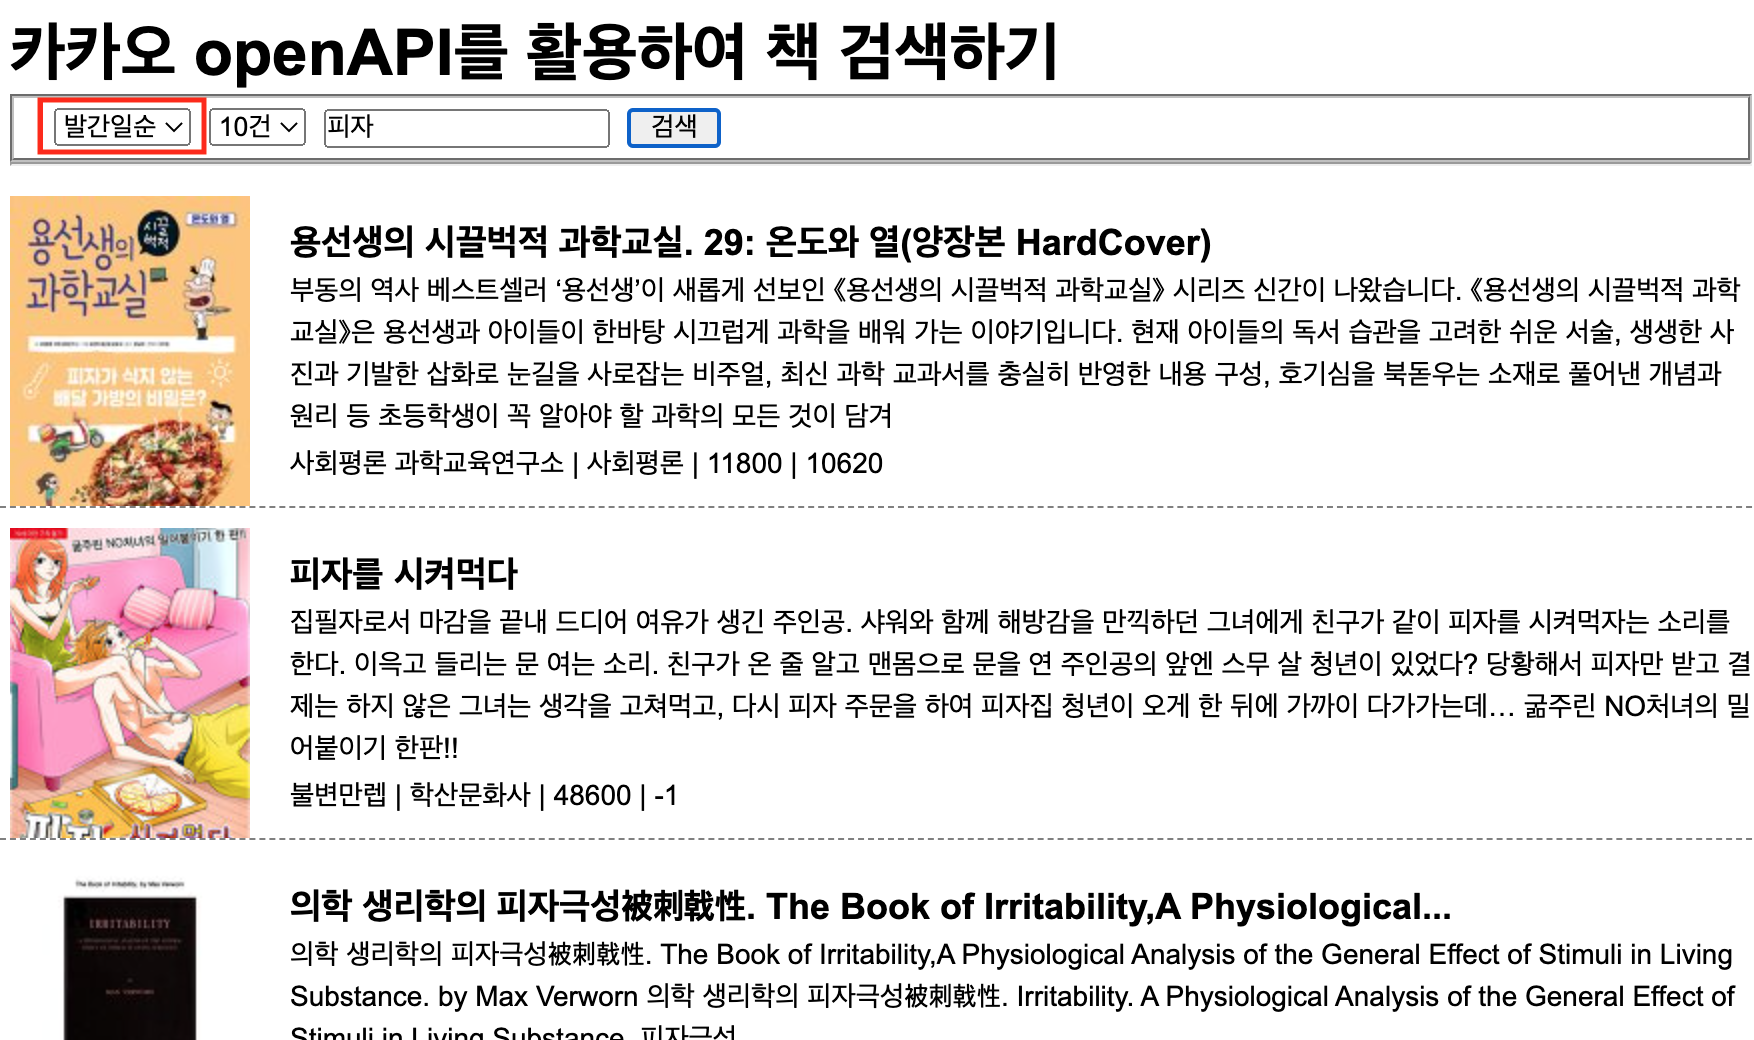 카카오 openAPI를 활용하여 책 검색하기
발간일순 10건 피자 검색
용선생의 시끌벅적 과학교실 온도와 열
피자가 식지 않는
배달 가방의 비밀은?
용선생의 시끌벅적 과학교실. 29: 온도와 열(양장본 HardCover)
부동의 역사 베스트셀러 ‘용선생’이 새롭게 선보인 《용선생의 시끌벅적 과학교실》 시리즈 신간이 나왔습니다. 《용선생의 시끌벅적 과학
교실》은 용선생과 아이들이 한바탕 시끄럽게 과학을 배워 가는 이야기입니다. 현재 아이들의 독서 습관을 고려한 쉬운 서술, 생생한 사
진과 기발한 삽화로 눈길을 사로잡는 비주얼, 최신 과학 교과서를 충실히 반영한 내용 구성, 호기심을 북돋우는 소재로 풀어낸 개념과
원리 등 초등학생이 꼭 알아야 할 과학의 모든 것이 담겨
사회평론 과학교육연구소 | 사회평론 | 11800 | 10620
굶주린 NO처녀의 밀어붙이기 한 판!!
피자를 시켜먹다
집필자로서 마감을 끝내 드디어 여유가 생긴 주인공. 샤워와 함께 해방감을 만끽하던 그녀에게 친구가 같이 피자를 시켜먹자는 소리를
한다. 이윽고 들리는 문 여는 소리. 친구가 온 줄 알고 맨몸으로 문을 연 주인공의 앞엔 스무 살 청년이 있었다? 당황해서 피자만 받고 결
제는 하지 않은 그녀는 생각을 고쳐먹고, 다시 피자 주문을 하여 피자집 청년이 오게 한 뒤에 가까이 다가가는데... 굶주린 NO처녀의 밀
어붙이기 한판!!
불변만렙 | 학산문화사 | 48600 | -1
The Book of Irritability, by Max Verworn
IRRITABILITY
MAX VERWORN
의학 생리학의 피자극성被刺戟性. The Book of Irritability,A Physiological...
의학 생리학의 피자극성被刺戟性. The Book of Irritability,A Physiological Analysis of the General Effect of Stimuli in Living
Substance. by Max Verworn 의학 생리학의 피자극성被刺戟性. Irritability. A Physiological Analysis of the General Effect of
Stimuli in Living Substance. 피자극성